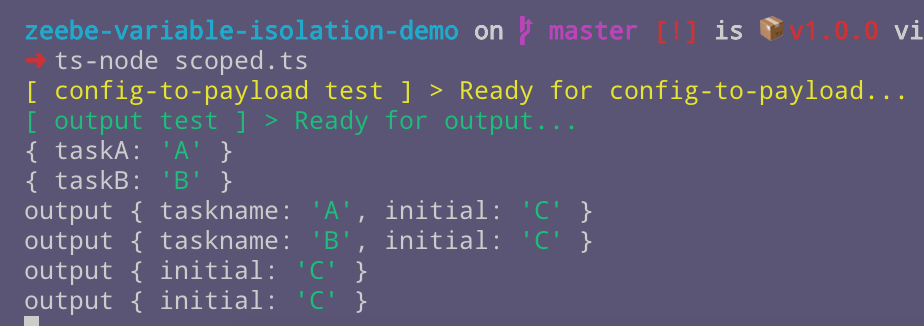 zeebe-variable-isolation-demo on master [!] is 📦v1.0.0 vi
➜ ts-node scoped.ts
[ config-to-payload test ] > Ready for config-to-payload...
[ output test ] > Ready for output...
{ taskA: 'A' }
{ taskB: 'B' }
output { taskname: 'A', initial: 'C' }
output { taskname: 'B', initial: 'C' }
output { initial: 'C' }
output { initial: 'C' }